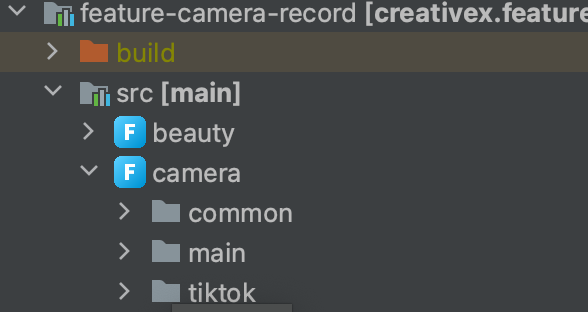 feature-camera-record [creativex.feature
build
src [main]
F beauty
F camera
common
main
tiktok